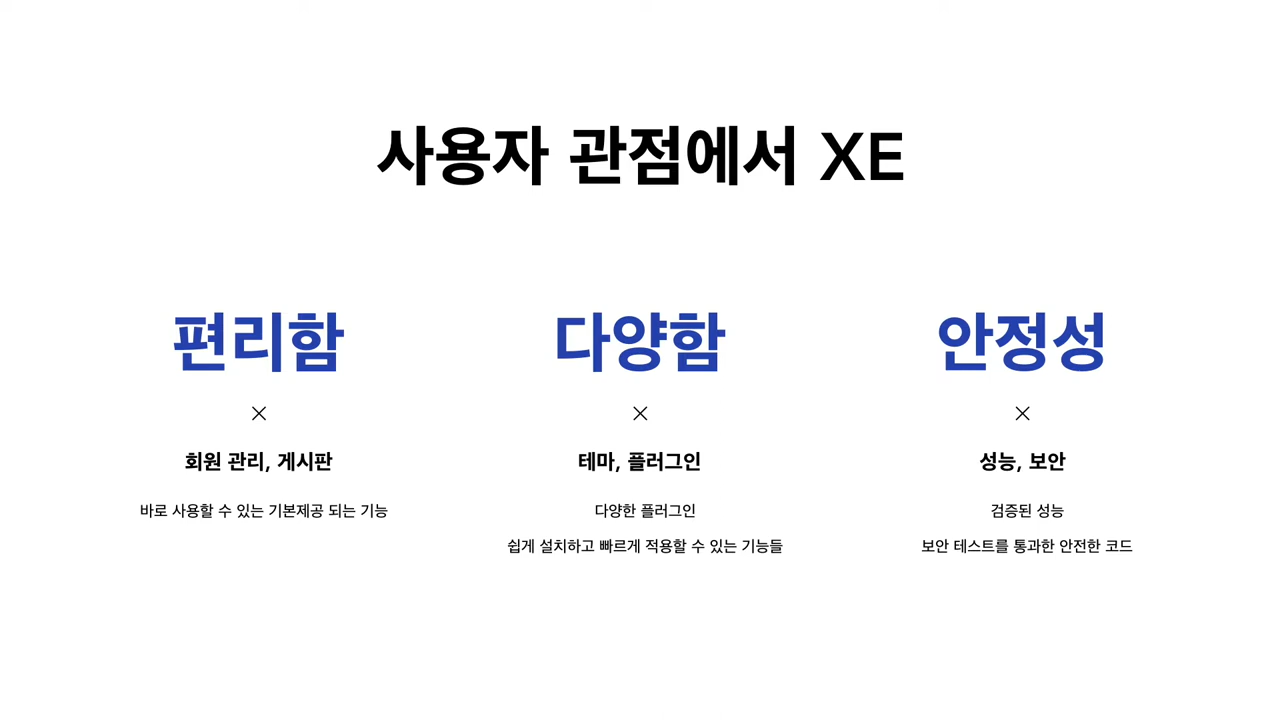 사용자 관점에서 XE
편리함
×
회원 관리, 게시판
바로 사용할 수 있는 기본제공 되는 기능
다양함
×
테마, 플러그인
다양한 플러그인
쉽게 설치하고 빠르게 적용할 수 있는 기능들
안정성
×
성능, 보안
검증된 성능
보안 테스트를 통과한 안전한 코드